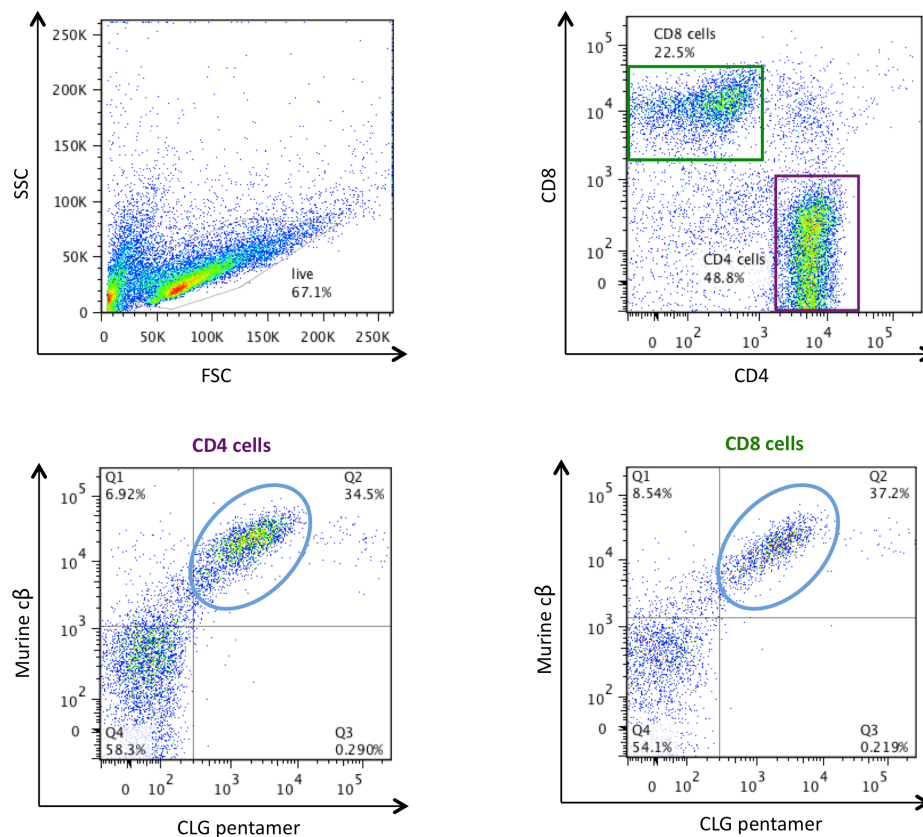 250K
200K
150K
100K
50K
0
SSC
live
67.1%
0 50K 100K 150K 200K 250K
FSC
CD8 cells
22.5%
10⁵
10⁴
10³
10²
0
CD8
CD4 cells
48.8%
0 10² 10³ 10⁴ 10⁵
CD4
CD4 cells
Q1
6.92%
Q2
34.5%
10⁵
10⁴
10³
10²
0
Murine cβ
Q4
58.3%
Q3
0.290%
0 10² 10³ 10⁴ 10⁵
CLG pentamer
CD8 cells
Q1
8.54%
Q2
37.2%
10⁵
10⁴
10³
10²
0
Murine cβ
Q4
54.1%
Q3
0.219%
0 10² 10³ 10⁴ 10⁵
CLG pentamer